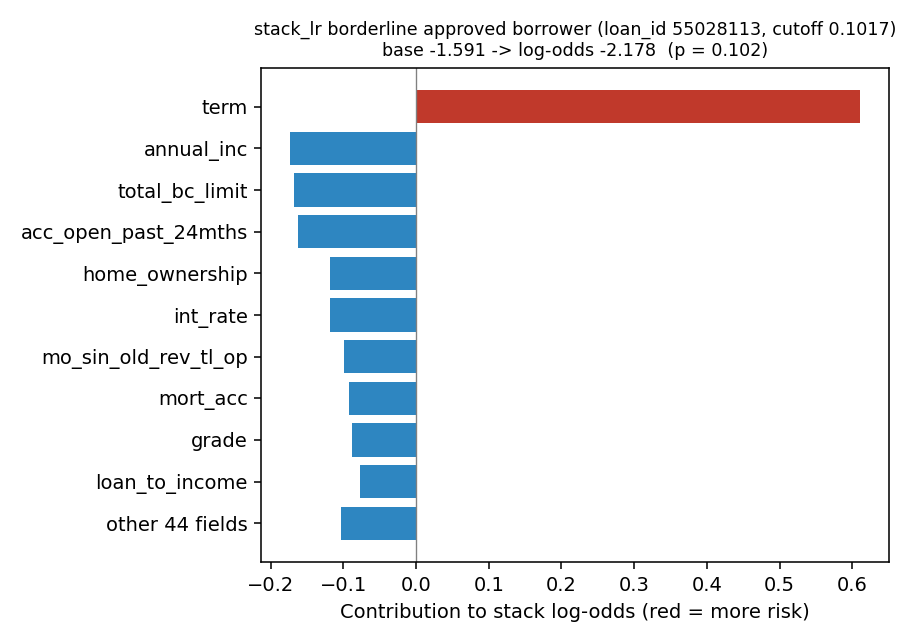 stack_lr borderline approved borrower (loan_id 55028113, cutoff 0.1017)
base -1.591 -> log-odds -2.178  (p = 0.102)
term
annual_inc
total_bc_limit
acc_open_past_24mths
home_ownership
int_rate
mo_sin_old_rev_tl_op
mort_acc
grade
loan_to_income
other 44 fields
−0.2 −0.1 0.0 0.1 0.2 0.3 0.4 0.5 0.6
Contribution to stack log-odds (red = more risk)